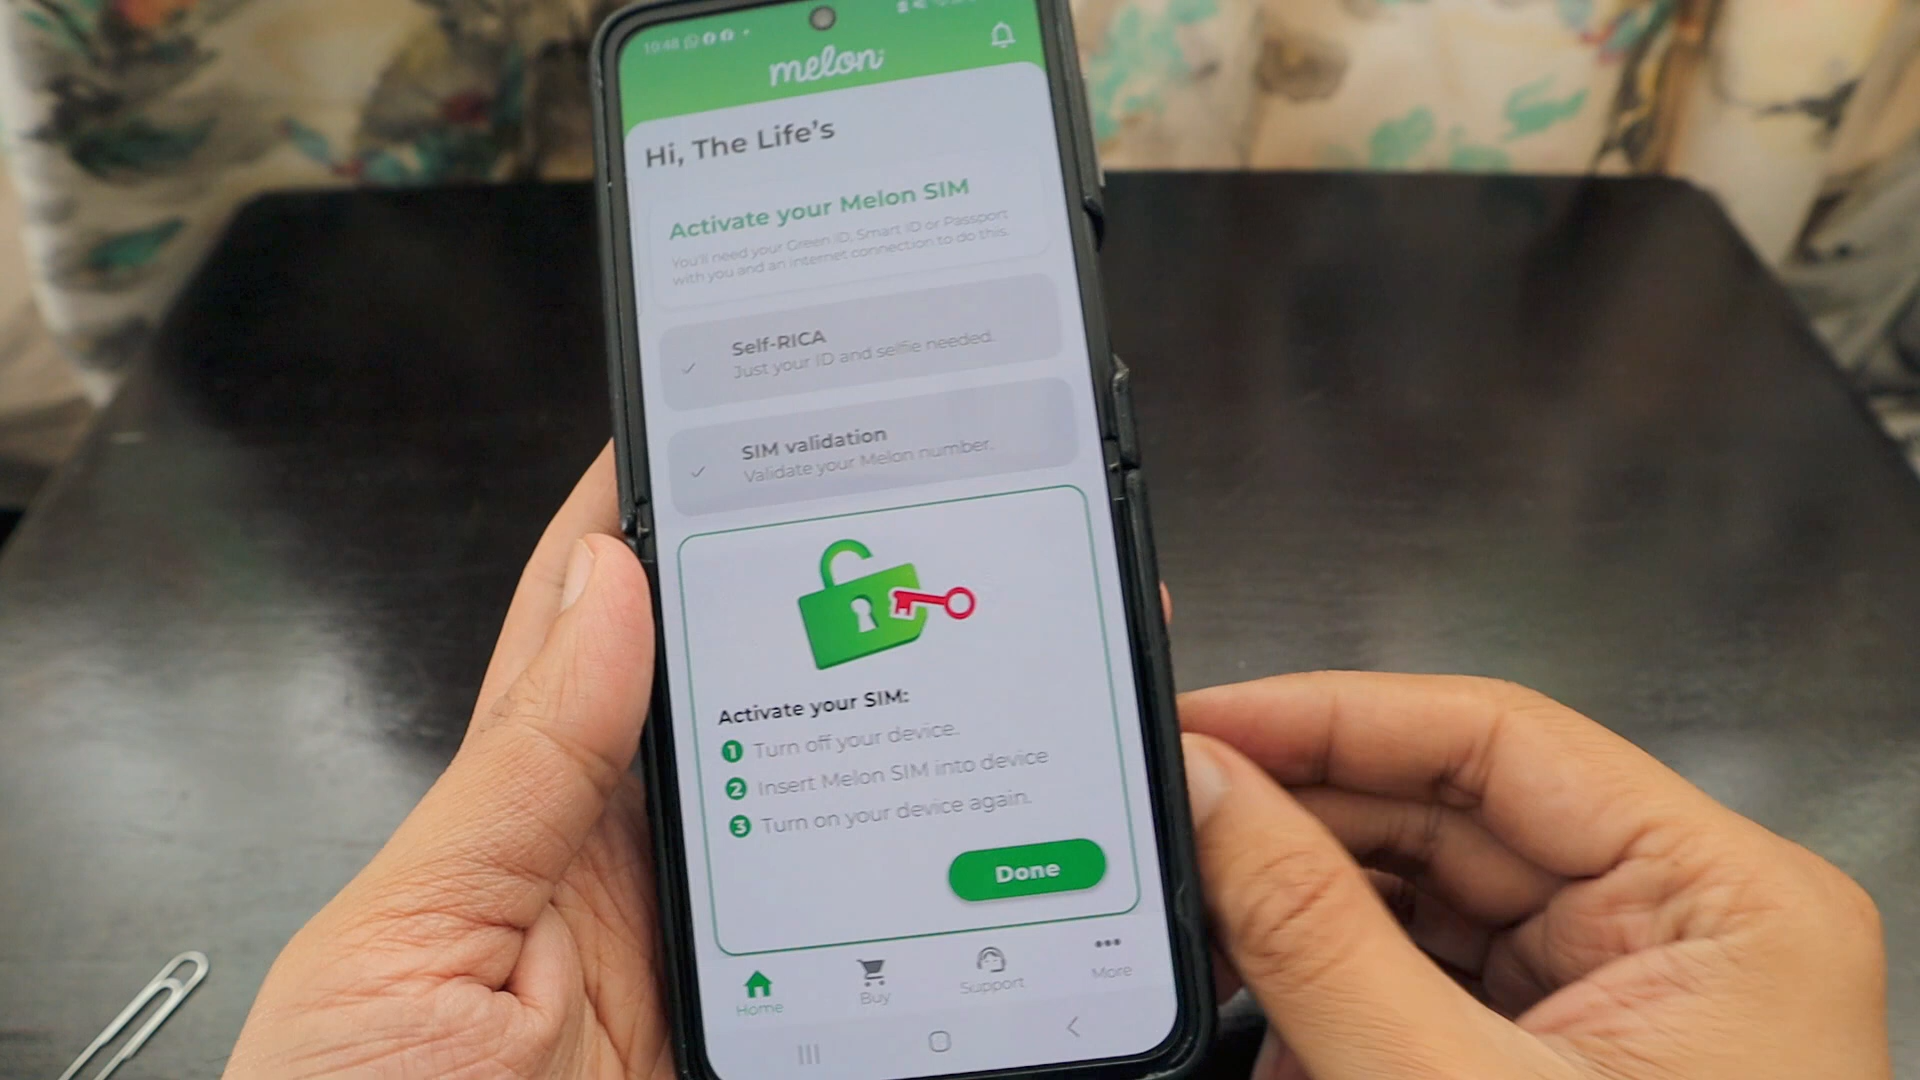 10:48
melon
Hi, The Life's
Activate your Melon SIM
You'll need your Green ID, Smart ID or Passport
with you and an internet connection to do this.
Self-RICA
Just your ID and selfie needed.
SIM validation
Validate your Melon number.
Activate your SIM:
1 Turn off your device.
2 Insert Melon SIM into device
3 Turn on your device again.
Done
Home Buy Support More